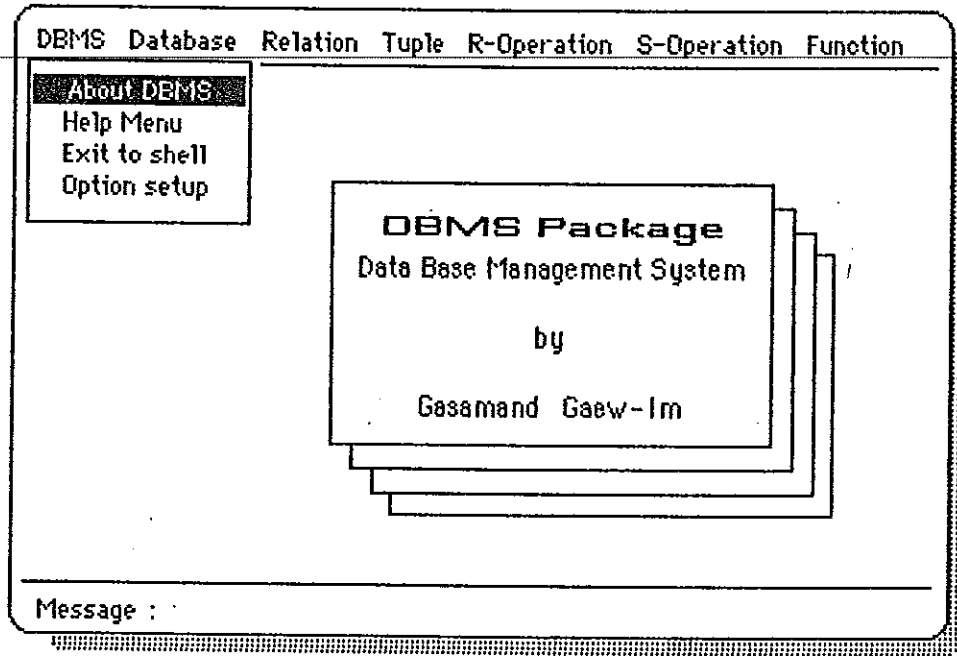 DBMS Database Relation Tuple R-Operation S-Operation Function
About DBMS
Help Menu
Exit to shell
Option setup
DBMS Package
Data Base Management System
by
Gasamand Gaew-Im
Message :